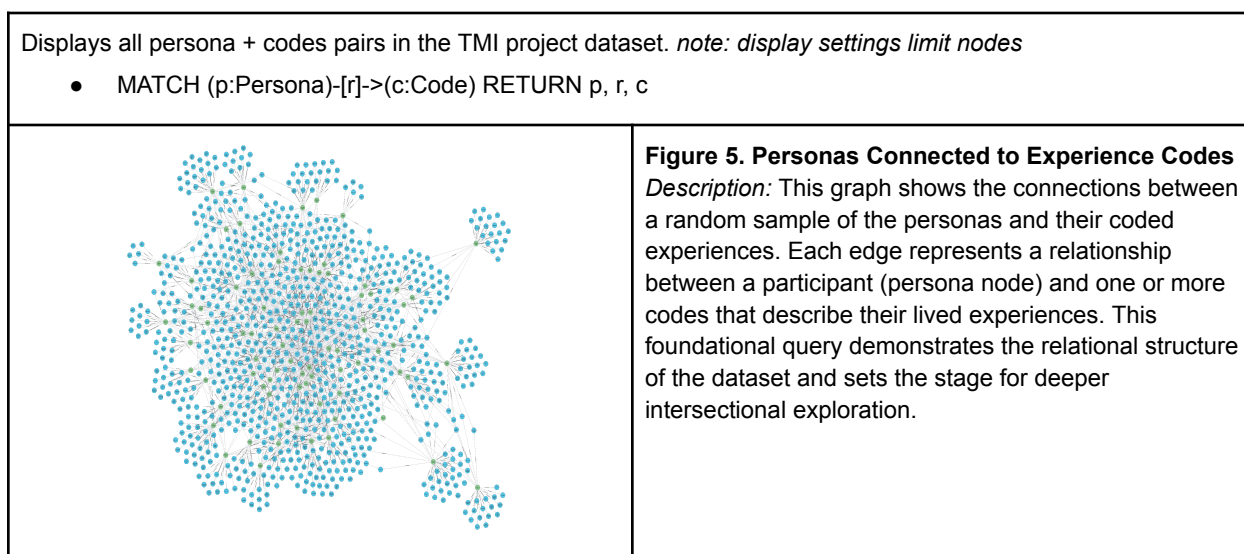 Displays all persona + codes pairs in the TMI project dataset. note: display settings limit nodes
● MATCH (p:Persona)-[r]->(c:Code) RETURN p, r, c
Figure 5. Personas Connected to Experience Codes
Description: This graph shows the connections between
a random sample of the personas and their coded
experiences. Each edge represents a relationship
between a participant (persona node) and one or more
codes that describe their lived experiences. This
foundational query demonstrates the relational structure
of the dataset and sets the stage for deeper
intersectional exploration.